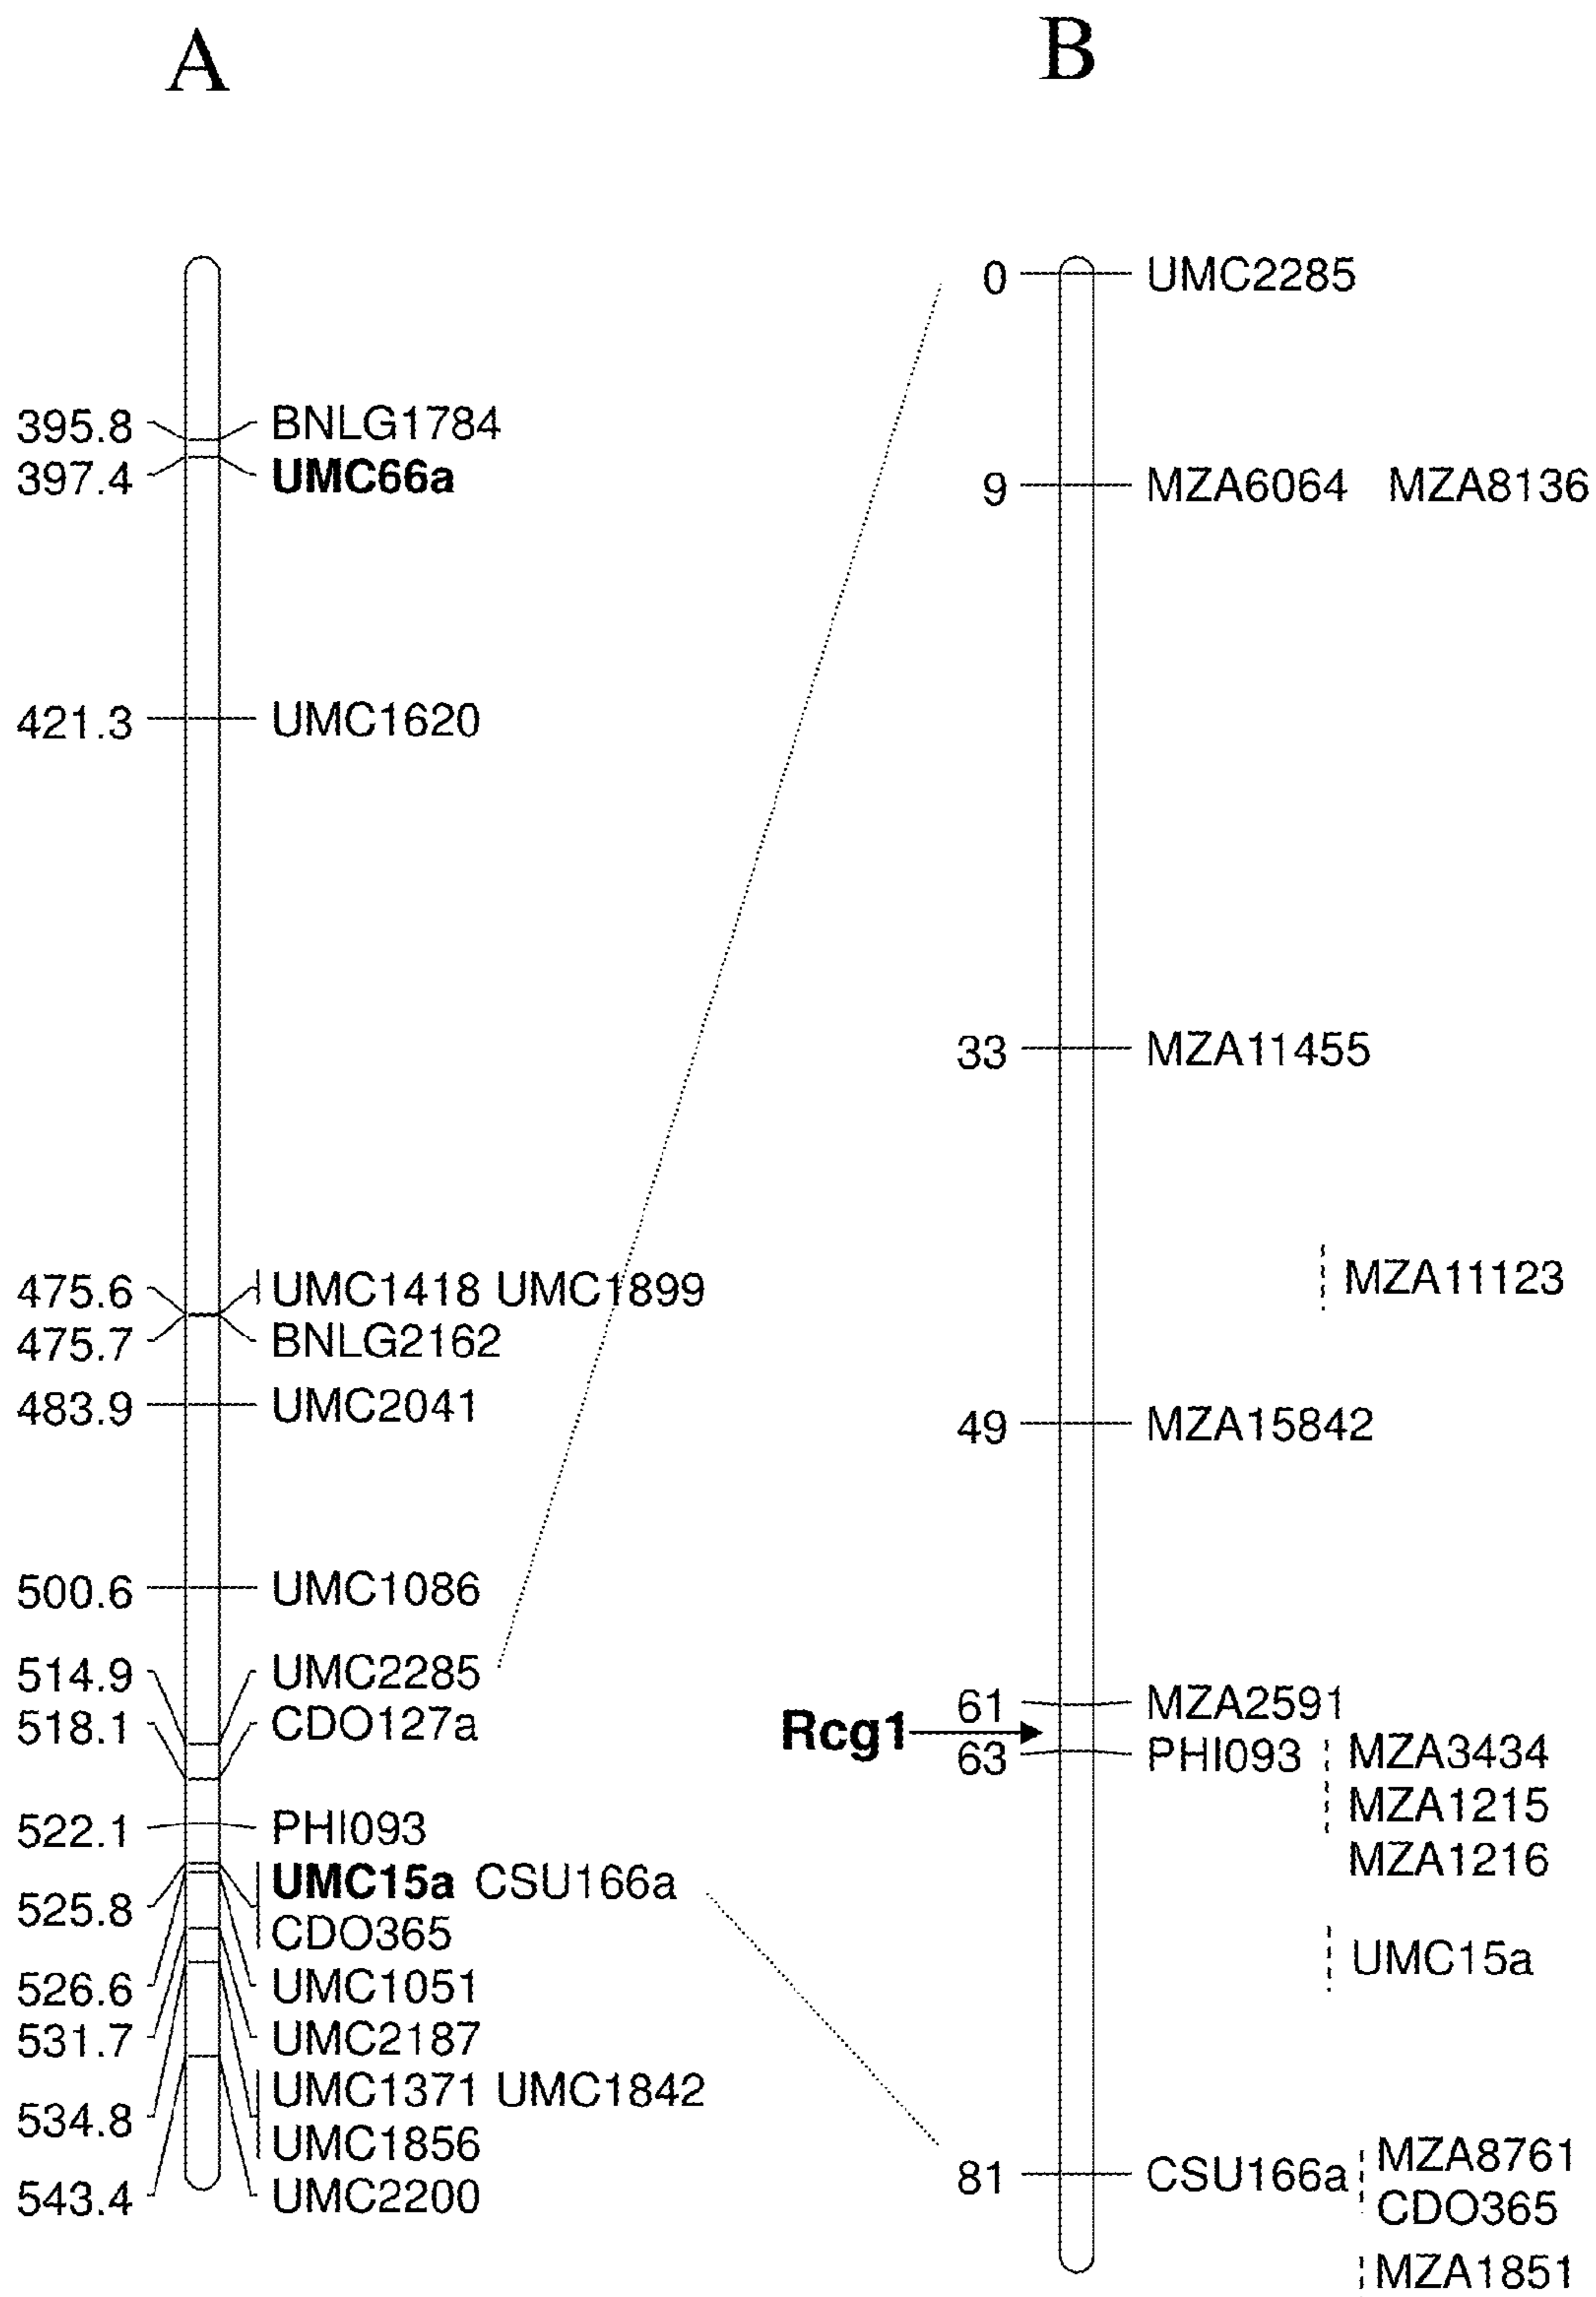 A
395.8 BNLG1784
397.4 UMC66a
421.3 UMC1620
475.6 UMC1418 UMC1899
475.7 BNLG2162
483.9 UMC2041
500.6 UMC1086
514.9 UMC2285
518.1 CDO127a
522.1 PHI093
525.8 UMC15a CSU166a
CDO365
526.6 UMC1051
531.7 UMC2187
534.8 UMC1371 UMC1842
UMC1856
543.4 UMC2200
B
0 UMC2285
9 MZA6064 MZA8136
33 MZA11455
MZA11123
49 MZA15842
61 MZA2591
Rcg1
63 PHI093 MZA3434
MZA1215
MZA1216
UMC15a
81 CSU166a MZA8761
CDO365
MZA1851